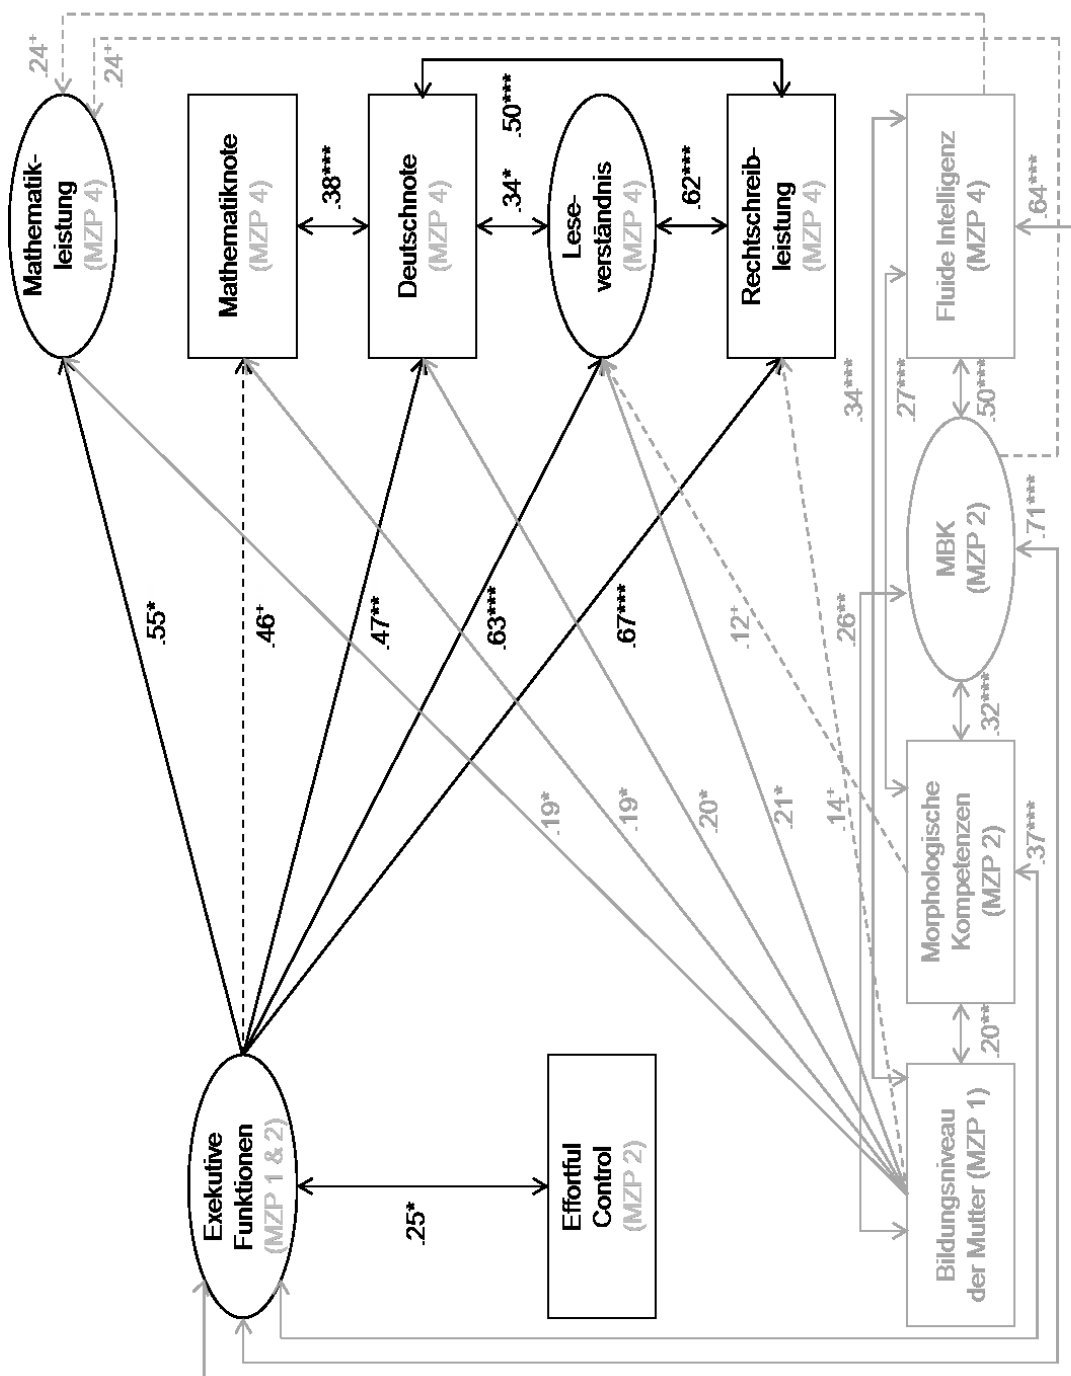 Exekutive
Funktionen
(MZP 1 & 2)
Effortful
Control
(MZP 2)
Bildungsniveau
der Mutter (MZP 1)
Morphologische
Kompetenzen
(MZP 2)
MBK
(MZP 2)
Fluide Intelligenz
(MZP 4)
Mathematik-
leistung
(MZP 4)
Mathematiknote
(MZP 4)
Deutschnote
(MZP 4)
Lese-
verständnis
(MZP 4)
Rechtschreib-
leistung
(MZP 4)
.25*
.55*
.46⁺
.47**
.63***
.67***
.19*
.19*
.20*
.21*
.14⁺
.12⁺
.26**
.34***
.27***
.38***
.34*
.50***
.62***
.24⁺
.24⁺
.20**
.32***
.50***
.37***
.71***
.64***